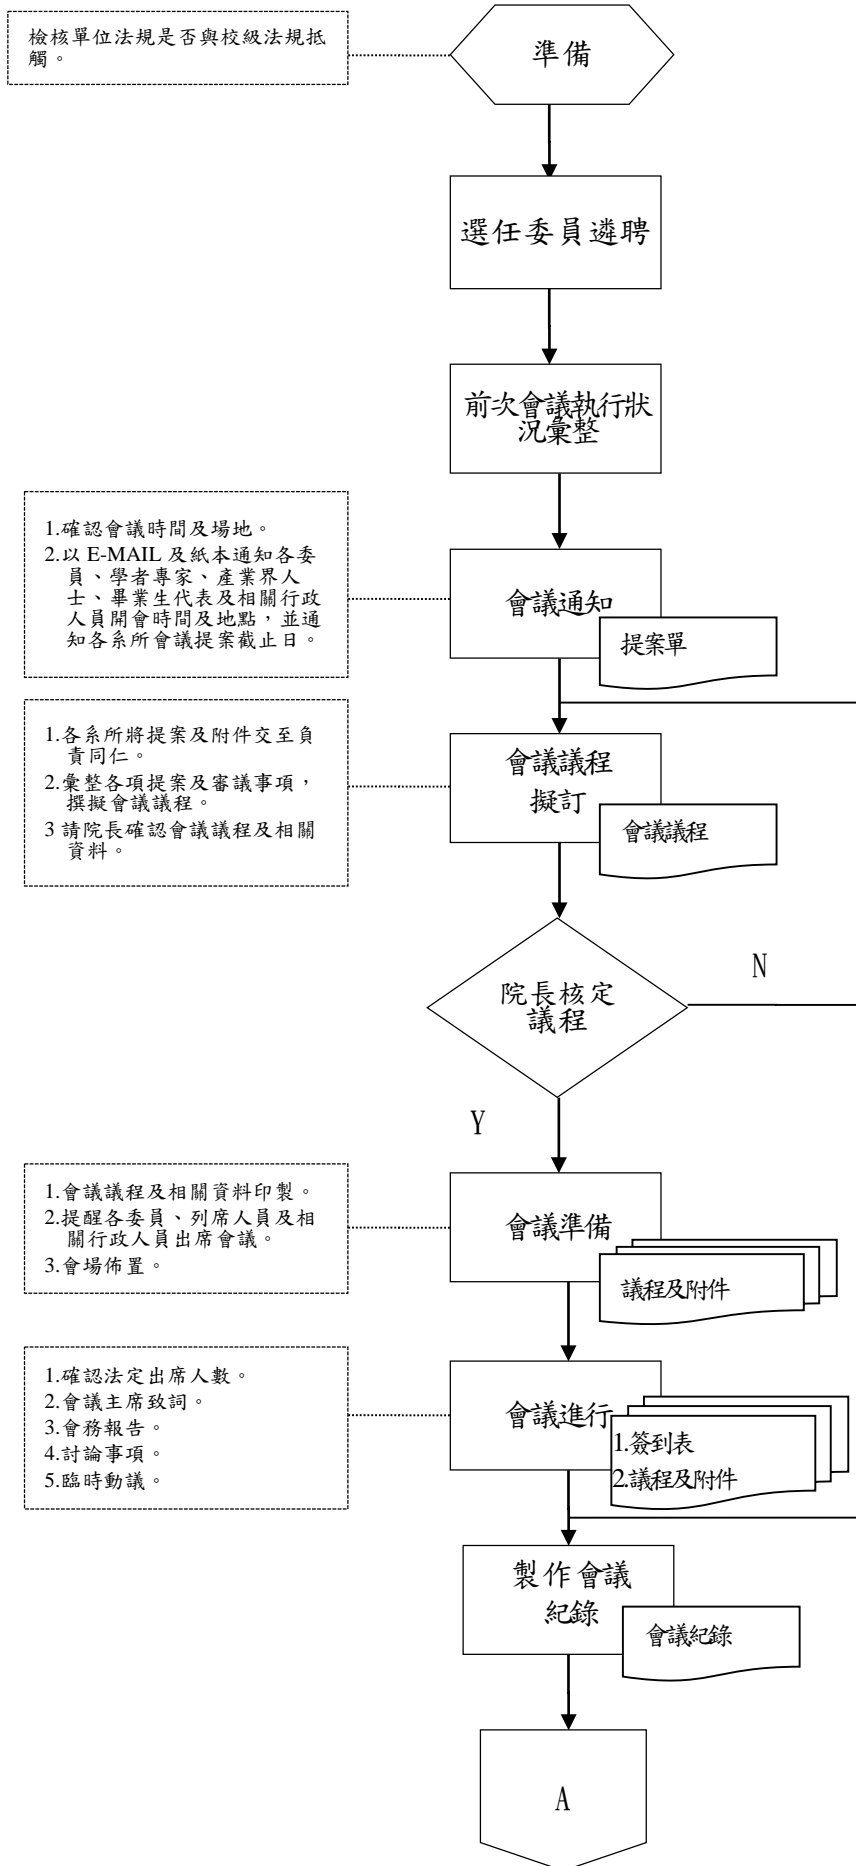 檢核單位法規是否與校級法規抵
觸。
準備
選任委員遴聘
前次會議執行狀
況彙整
1.確認會議時間及場地。
2.以 E-MAIL 及紙本通知各委
員、學者專家、產業界人
士、畢業生代表及相關行政
人員開會時間及地點，並通
知各系所會議提案截止日。
會議通知
提案單
1.各系所將提案及附件交至負
責同仁。
2.彙整各項提案及審議事項，
撰擬會議議程。
3 請院長確認會議議程及相關
資料。
會議議程
擬訂
會議議程
院長核定
議程
N
Y
1.會議議程及相關資料印製。
2.提醒各委員、列席人員及相
關行政人員出席會議。
3.會場佈置。
會議準備
議程及附件
1.確認法定出席人數。
2.會議主席致詞。
3.會務報告。
4.討論事項。
5.臨時動議。
會議進行
1.簽到表
2.議程及附件
製作會議
紀錄
會議紀錄
A